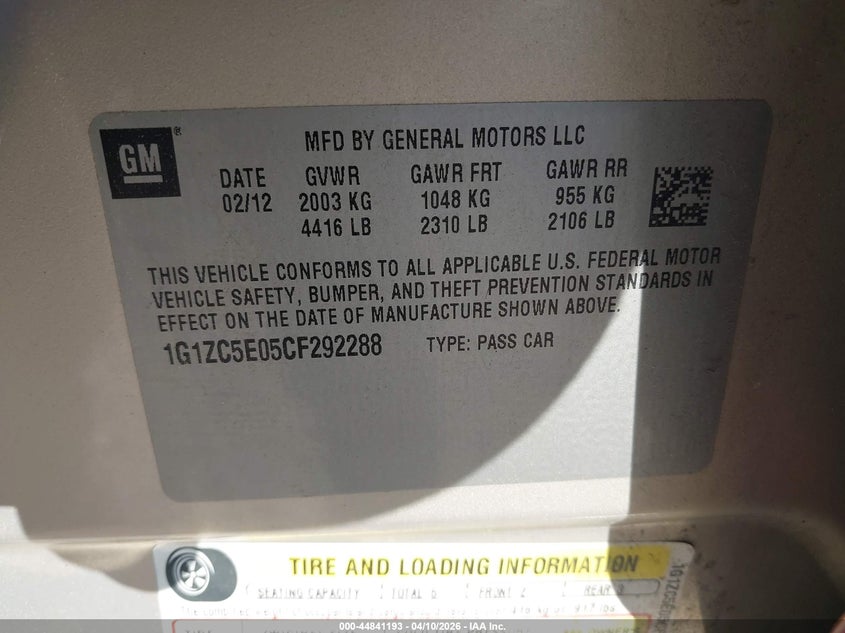 GM
MFD BY GENERAL MOTORS LLC
DATE GVWR GAWR FRT GAWR RR
02/12 2003 KG 1048 KG 955 KG
4416 LB 2310 LB 2106 LB
THIS VEHICLE CONFORMS TO ALL APPLICABLE U.S. FEDERAL MOTOR
VEHICLE SAFETY, BUMPER, AND THEFT PREVENTION STANDARDS IN
EFFECT ON THE DATE OF MANUFACTURE SHOWN ABOVE.
1G1ZC5E05CF292288 TYPE: PASS CAR
TIRE AND LOADING INFORMATION
SEATING CAPACITY TOTAL 5 FRONT 2 REAR 3
000-44841193 - 04/10/2026 - IAA Inc.